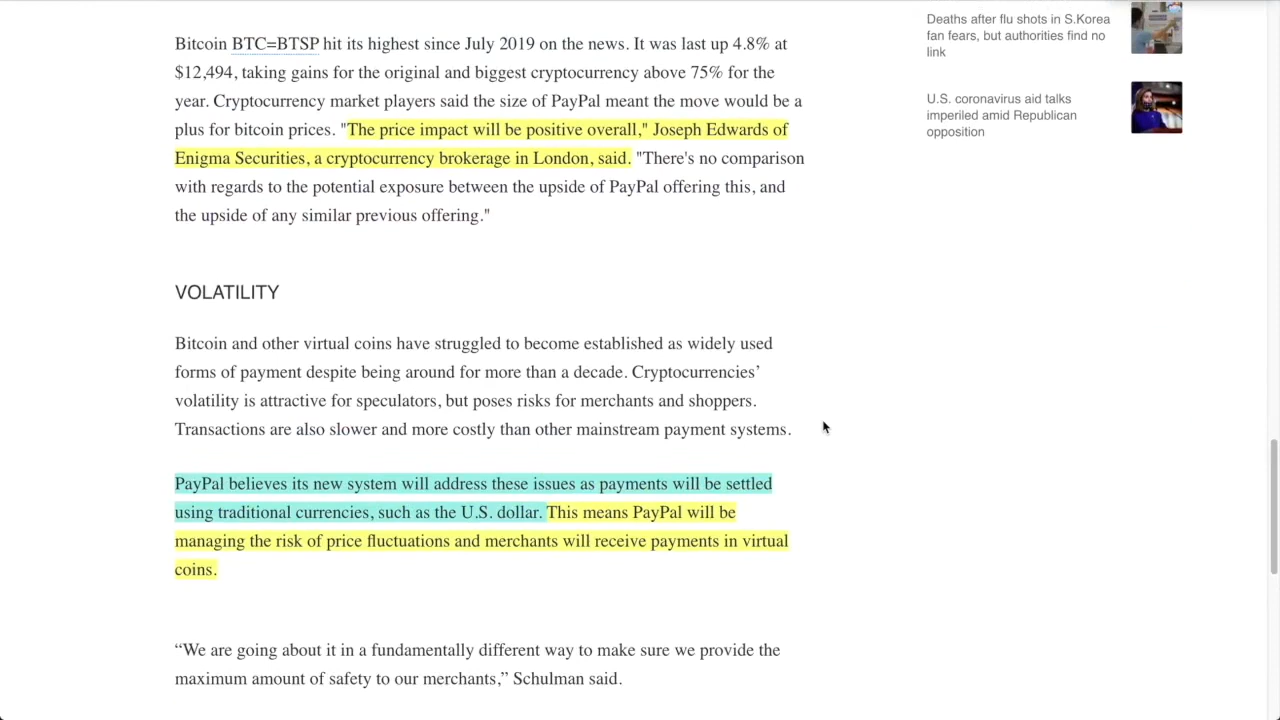 Bitcoin BTC=BTSP hit its highest since July 2019 on the news. It was last up 4.8% at
$12,494, taking gains for the original and biggest cryptocurrency above 75% for the
year. Cryptocurrency market players said the size of PayPal meant the move would be a
plus for bitcoin prices. "The price impact will be positive overall," Joseph Edwards of
Enigma Securities, a cryptocurrency brokerage in London, said. "There's no comparison
with regards to the potential exposure between the upside of PayPal offering this, and
the upside of any similar previous offering."
VOLATILITY
Bitcoin and other virtual coins have struggled to become established as widely used
forms of payment despite being around for more than a decade. Cryptocurrencies’
volatility is attractive for speculators, but poses risks for merchants and shoppers.
Transactions are also slower and more costly than other mainstream payment systems.
PayPal believes its new system will address these issues as payments will be settled
using traditional currencies, such as the U.S. dollar. This means PayPal will be
managing the risk of price fluctuations and merchants will receive payments in virtual
coins.
“We are going about it in a fundamentally different way to make sure we provide the
maximum amount of safety to our merchants,” Schulman said.
Deaths after flu shots in S.Korea
fan fears, but authorities find no
link
U.S. coronavirus aid talks
imperiled amid Republican
opposition